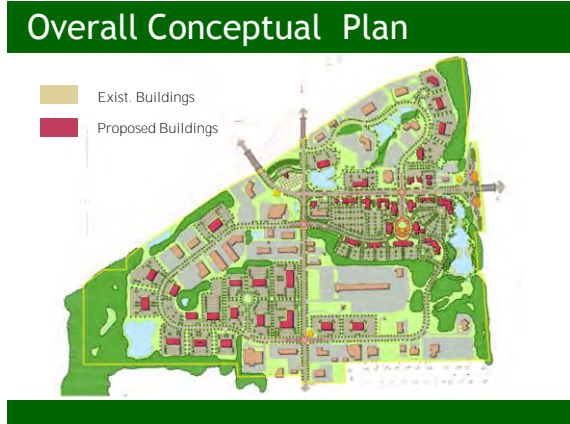 Overall Conceptual Plan
Exist. Buildings
Proposed Buildings